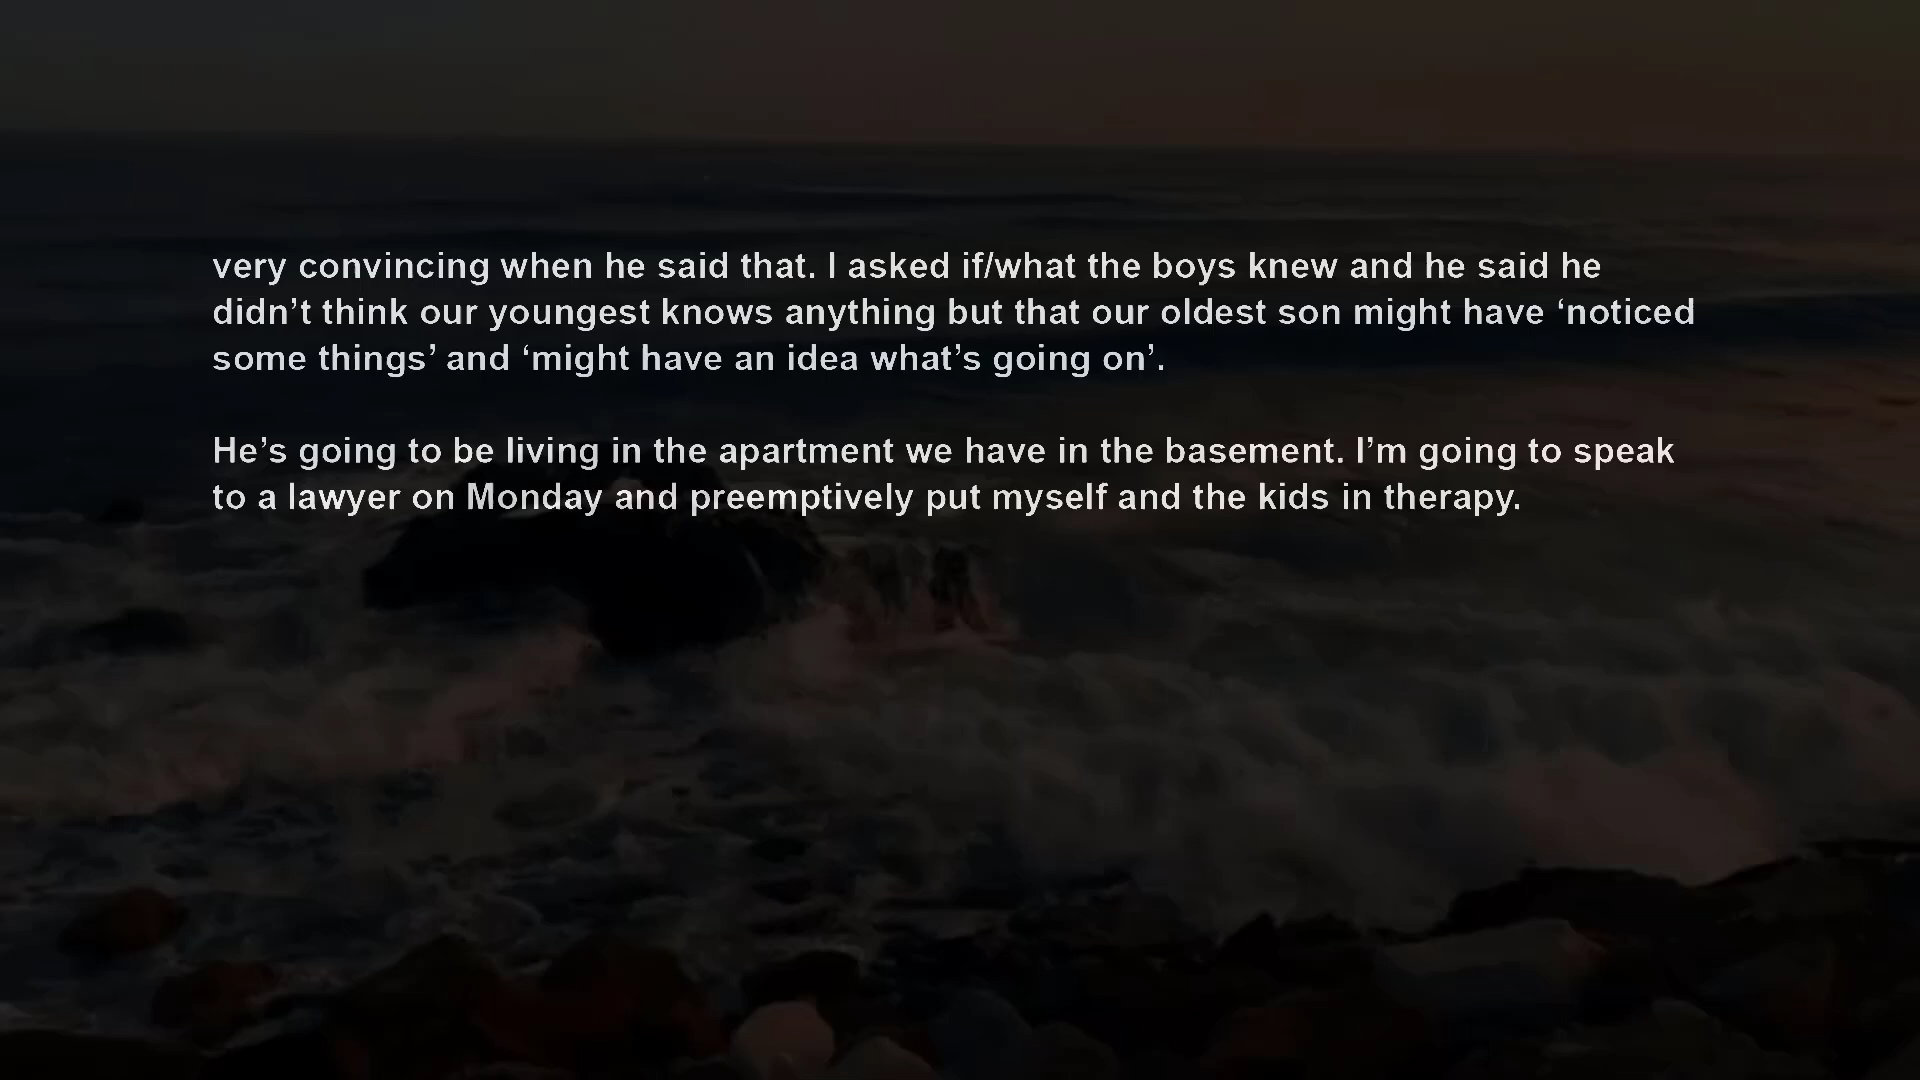 very convincing when he said that. I asked if/what the boys knew and he said he
didn’t think our youngest knows anything but that our oldest son might have ‘noticed
some things’ and ‘might have an idea what’s going on’.
He’s going to be living in the apartment we have in the basement. I’m going to speak
to a lawyer on Monday and preemptively put myself and the kids in therapy.